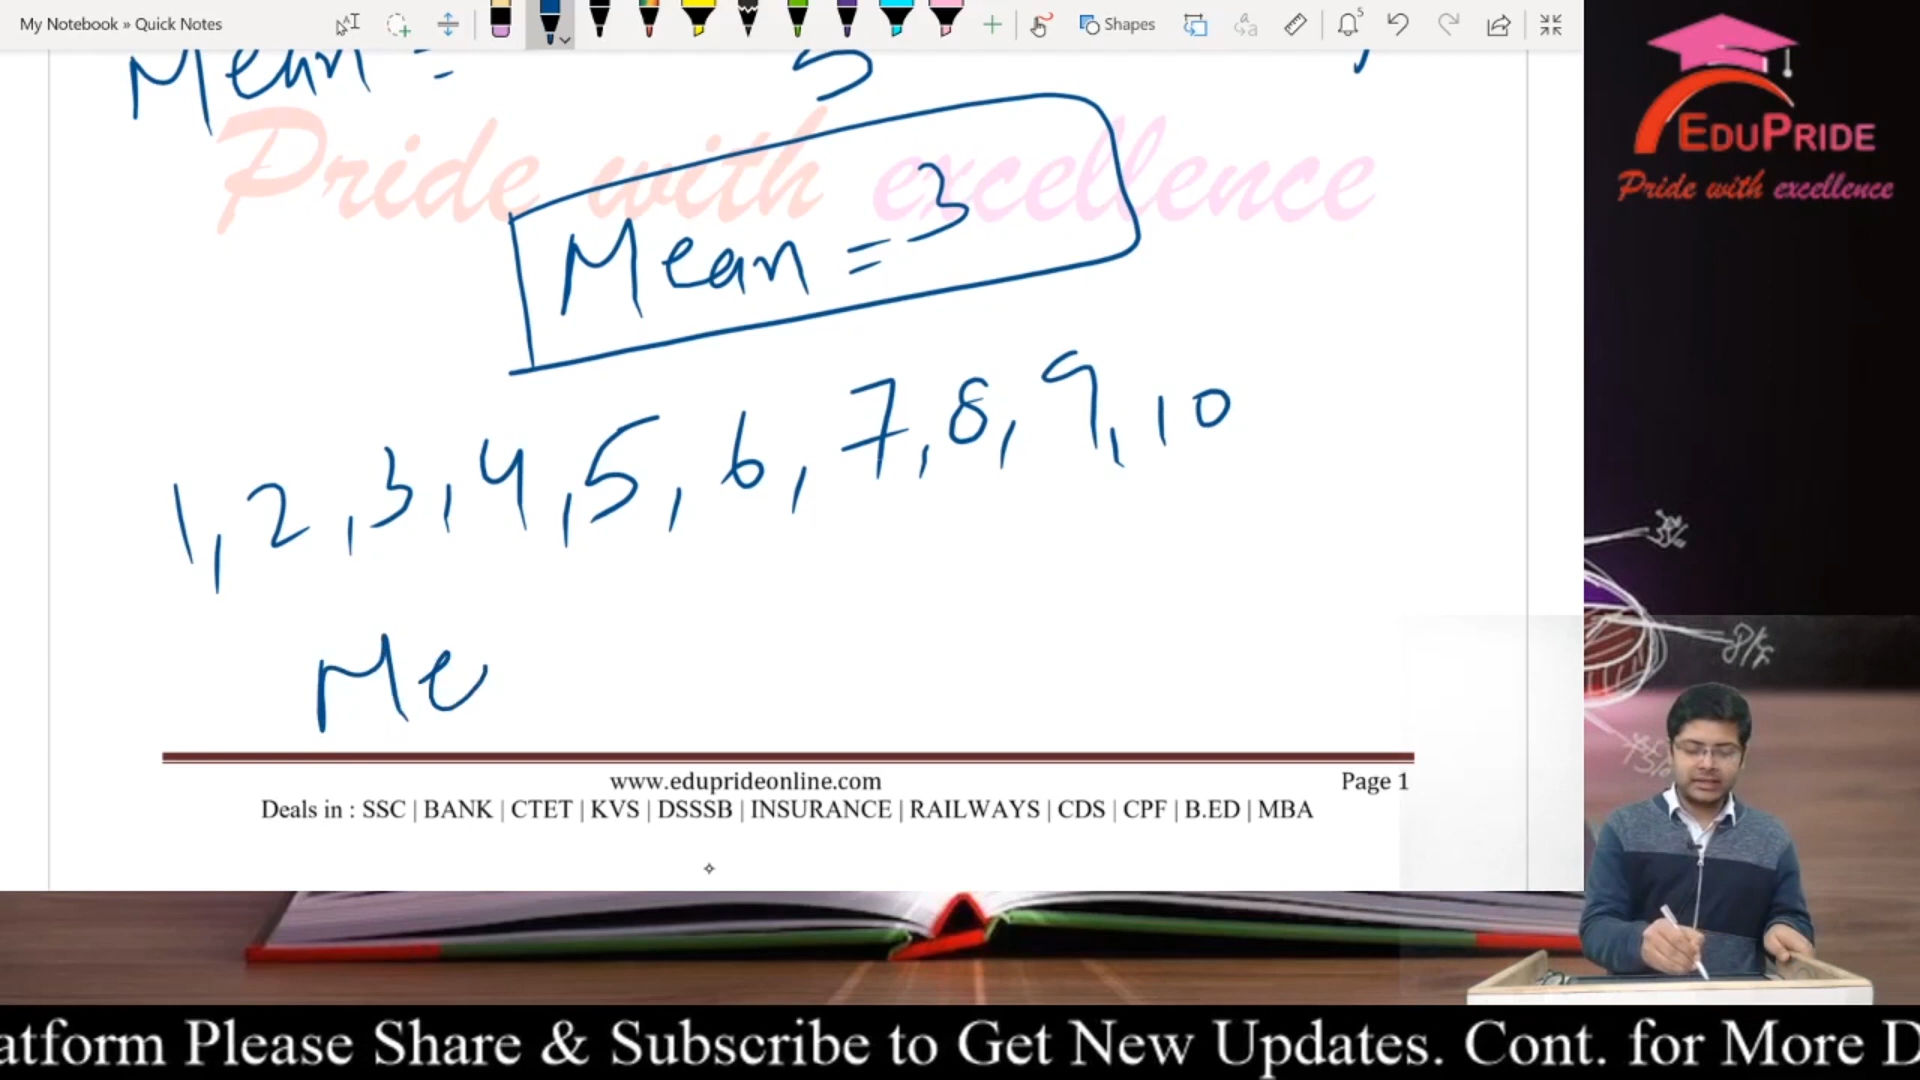 My Notebook » Quick Notes
Shapes
5
Mean =
5
Pride with excellence
Mean = 3
1, 2, 3, 4, 5, 6, 7, 8, 9, 10
Me
www.eduprideonline.com
Page 1
Deals in : SSC | BANK | CTET | KVS | DSSSB | INSURANCE | RAILWAYS | CDS | CPF | B.ED | MBA
EDUPRIDE
Pride with excellence
atform Please Share & Subscribe to Get New Updates. Cont. for More D